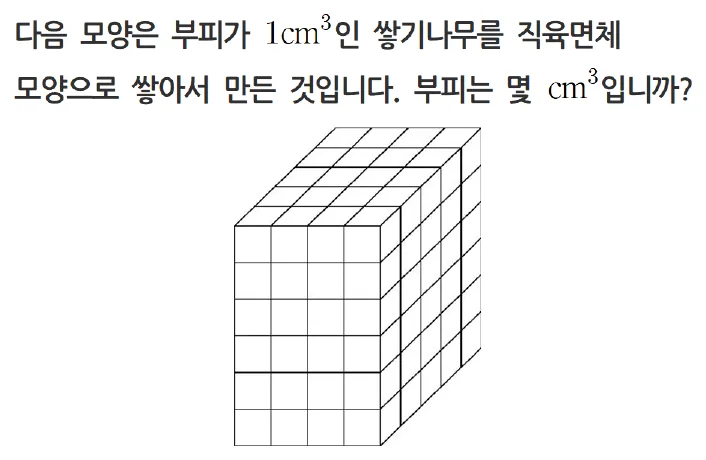 다음 모양은 부피가 1cm³인 쌓기나무를 직육면체
모양으로 쌓아서 만든 것입니다. 부피는 몇 cm³입니까?